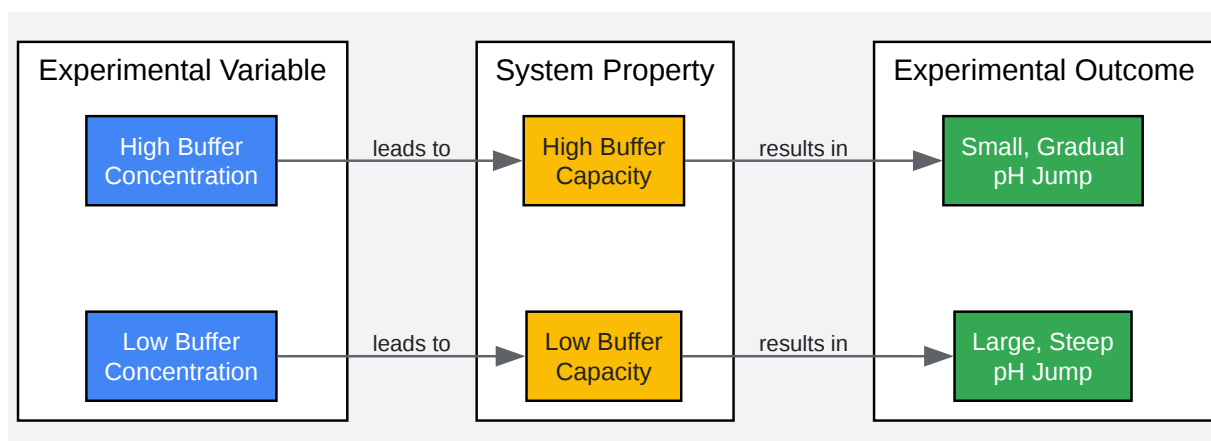 Experimental Variable
System Property
Experimental Outcome
High Buffer
Concentration
leads to
High Buffer
Capacity
results in
Small, Gradual
pH Jump
Low Buffer
Concentration
leads to
Low Buffer
Capacity
results in
Large, Steep
pH Jump